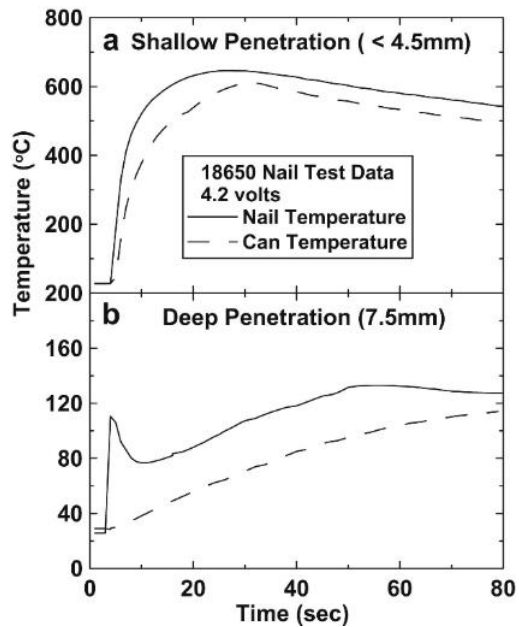 800
a Shallow Penetration ( < 4.5mm)
600
400
18650 Nail Test Data
4.2 volts
Nail Temperature
Can Temperature
200
Temperature (°C)
200
b Deep Penetration (7.5mm)
160
120
80
40
0
0 20 40 60 80
Time (sec)